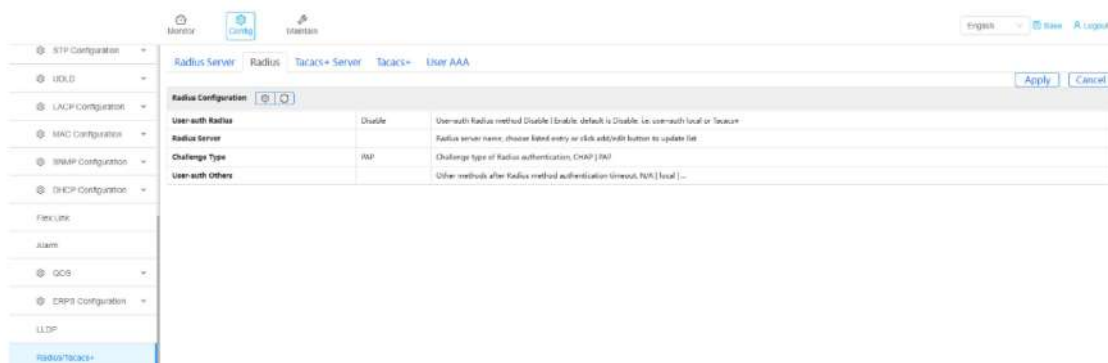 Monitor
Config
Maintain
English
Save
Logout
STP Configuration
UDLD
LACP Configuration
MAC Configuration
SNMP Configuration
DHCP Configuration
Flex Link
Alarm
QOS
ERPS Configuration
LLDP
Radius/Tacacs+
Radius Server Radius Tacacs+ Server Tacacs+ User AAA
Apply Cancel
Radius Configuration
User-auth Radius Disable User-auth Radius method Disable | Enable, default is Disable, i.e. user-auth local or Tacacs+
Radius Server Radius server name, choose listed entry or click add/edit button to update list
Challenge Type PAP Challenge type of Radius authentication, CHAP | PAP
User-auth Others Other methods after Radius method authentication timeout, N/A | local | ...